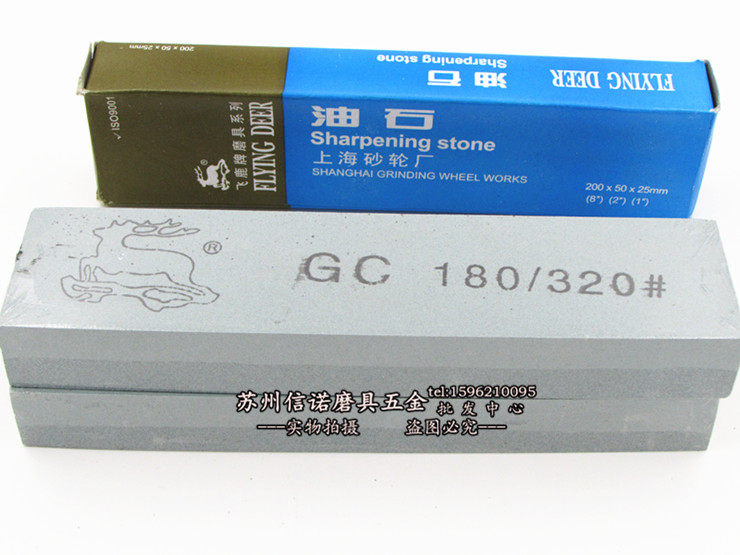 200 x 50 x 25mm
油石
Sharpening stone
FLYING DEER
✓ISO9001
飞鹿牌磨具系列
FLYING DEER
®
油石
Sharpening stone
上海砂轮厂
SHANGHAI GRINDING WHEEL WORKS
200 x 50 x 25mm
(8") (2") (1")
®
GC 180/320#
苏州信诺磨具五金
tel:1596210095
批发中心
---实物拍摄 盗图必究---